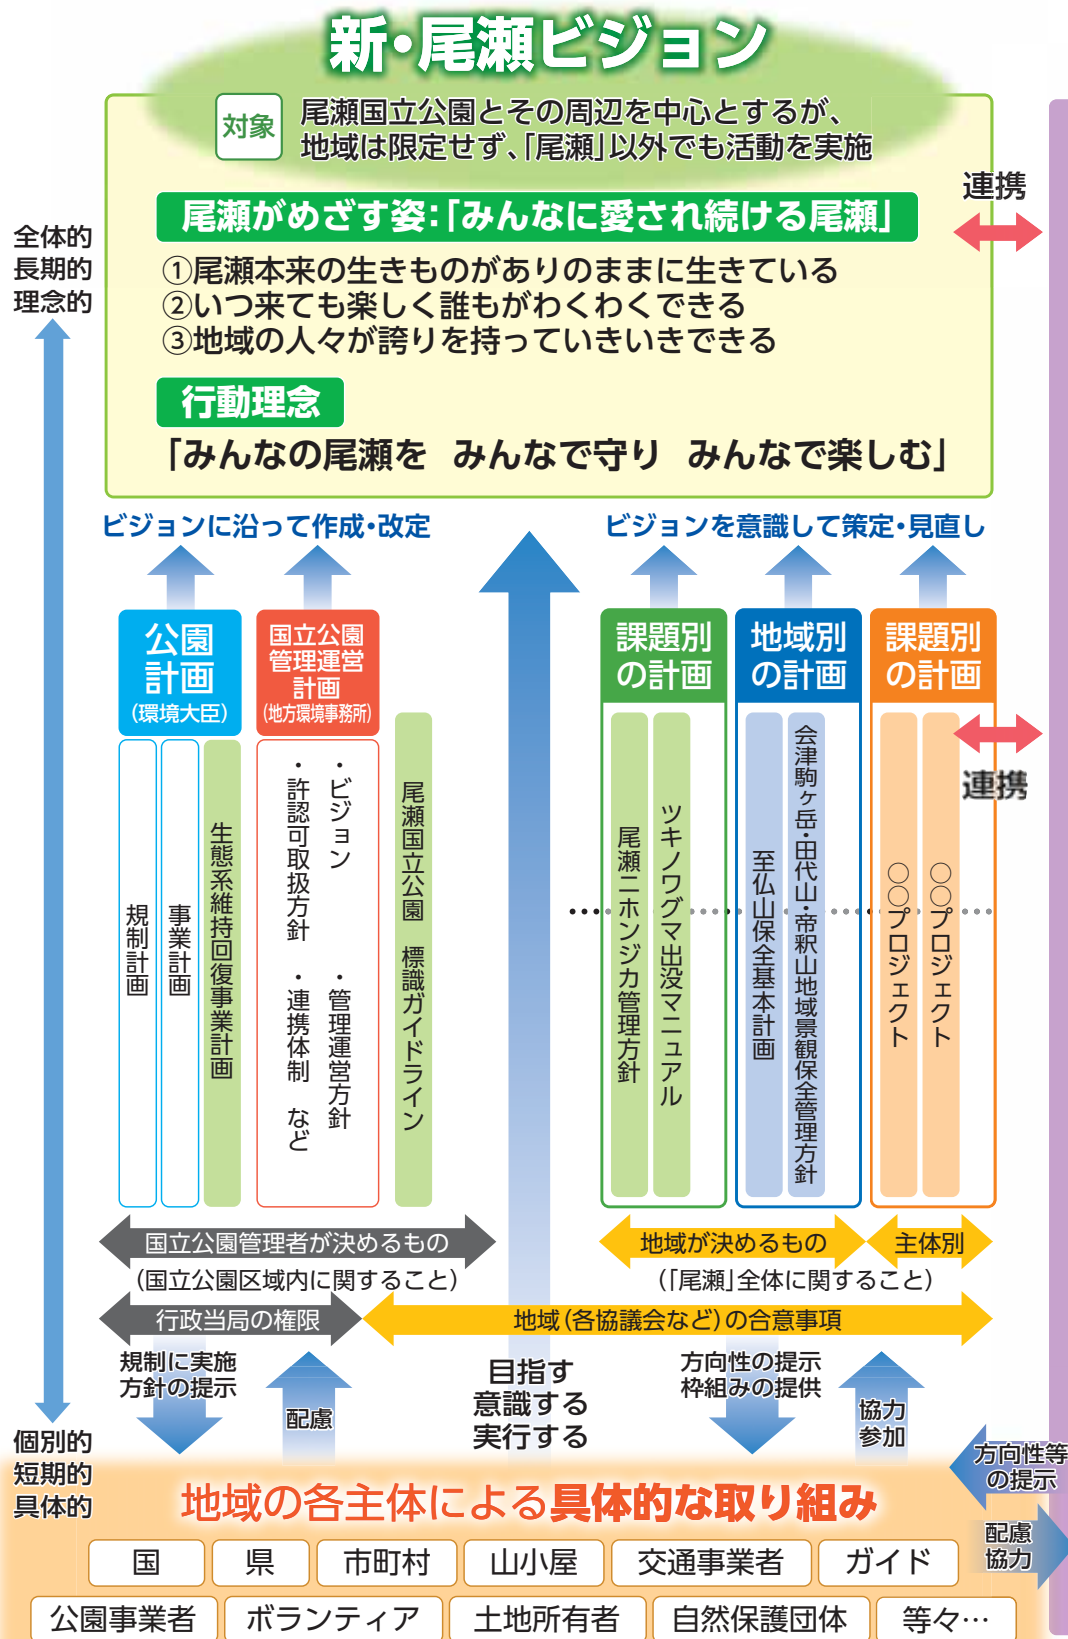 新・尾瀬ビジョン
対象
尾瀬国立公園とその周辺を中心とするが、
地域は限定せず、「尾瀬」以外でも活動を実施
連携
尾瀬がめざす姿：「みんなに愛され続ける尾瀬」
全体的
長期的
理念的
①尾瀬本来の生きものがありのままに生きている
②いつ来ても楽しく誰もがわくわくできる
③地域の人々が誇りを持っていきいきできる
行動理念
「みんなの尾瀬を みんなで守り みんなで楽しむ」
ビジョンに沿って作成・改定
ビジョンを意識して策定・見直し
公園
計画
（環境大臣）
規制計画
事業計画
生態系維持回復事業計画
国立公園
管理運営
計画
（地方環境事務所）
・ビジョン ・管理運営方針
・許認可取扱方針 ・連携体制 など
尾瀬国立公園 標識ガイドライン
課題別
の計画
尾瀬ニホンジカ管理方針
ツキノワグマ出没マニュアル
地域別
の計画
至仏山保全基本計画
会津駒ヶ岳・田代山・帝釈山地域景観保全管理方針
課題別
の計画
○○プロジェクト
○○プロジェクト
連携
国立公園管理者が決めるもの
（国立公園区域内に関すること）
地域が決めるもの
主体別
（「尾瀬」全体に関すること）
行政当局の権限
地域（各協議会など）の合意事項
規制に実施
方針の提示
配慮
目指す
意識する
実行する
方向性の提示
枠組みの提供
協力
参加
個別的
短期的
具体的
方向性等
の提示
配慮
協力
地域の各主体による具体的な取り組み
国
県
市町村
山小屋
交通事業者
ガイド
公園事業者
ボランティア
土地所有者
自然保護団体
等々…